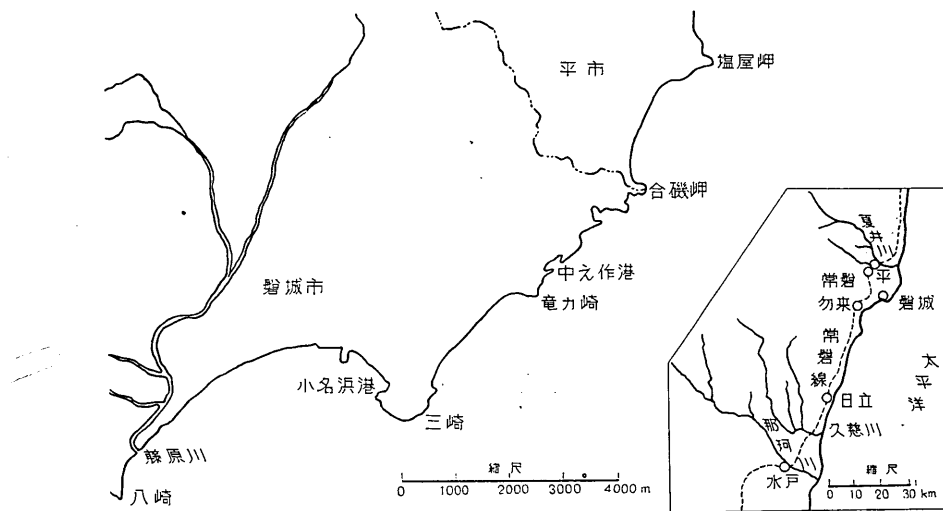 塩屋岬
平市
合磯岬
中え作港
竜力崎
磐城市
小名浜港
三崎
藤原川
八崎
縮尺
0 1000 2000 3000 4000 m
夏井川
平
常磐
勿来
磐城
常磐線
太平洋
日立
久慈川
那珂川
水戸
縮尺
0 10 20 30 km